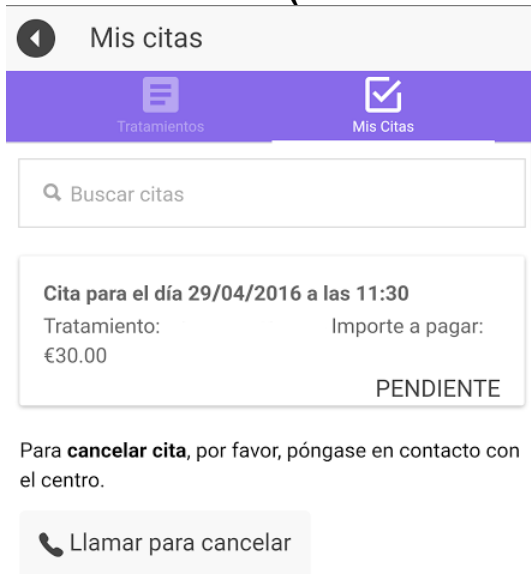 Mis citas
Tratamientos
Mis Citas
Buscar citas
Cita para el día 29/04/2016 a las 11:30
Tratamiento: Importe a pagar:
€30.00
PENDIENTE
Para cancelar cita, por favor, póngase en contacto con
el centro.
Llamar para cancelar